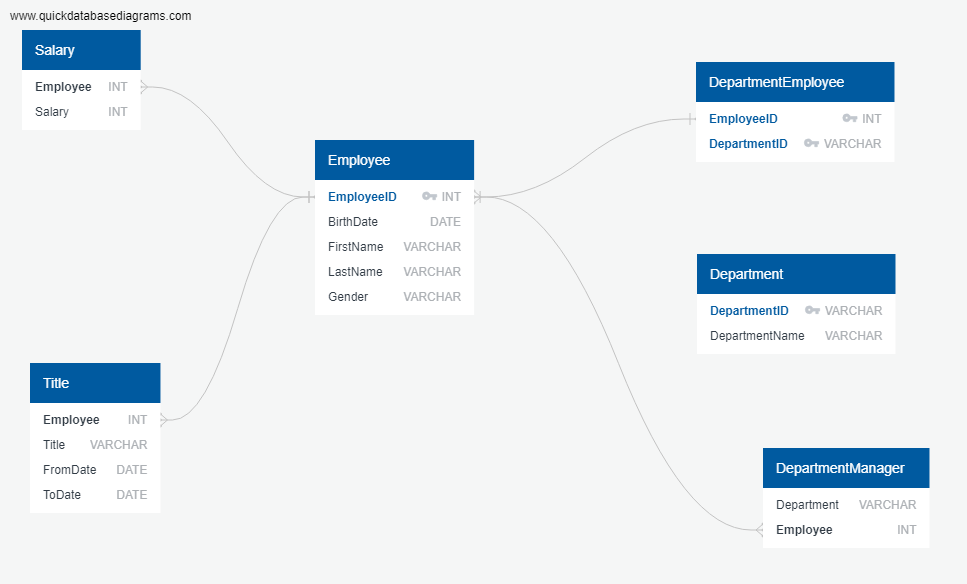 www.quickdatabasediagrams.com
Salary
Employee INT
Salary INT
Employee
EmployeeID INT
BirthDate DATE
FirstName VARCHAR
LastName VARCHAR
Gender VARCHAR
Title
Employee INT
Title VARCHAR
FromDate DATE
ToDate DATE
DepartmentEmployee
EmployeeID INT
DepartmentID VARCHAR
Department
DepartmentID VARCHAR
DepartmentName VARCHAR
DepartmentManager
Department VARCHAR
Employee INT